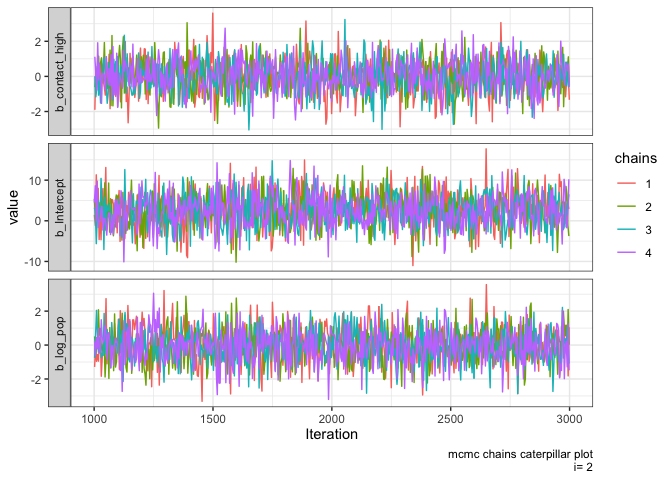 b_contact_high
2
0
-2
b_Intercept
10
0
-10
b_log_pop
2
0
-2
value
1000 1500 2000 2500 3000
Iteration
chains
1
2
3
4
mcmc chains caterpillar plot
i= 2